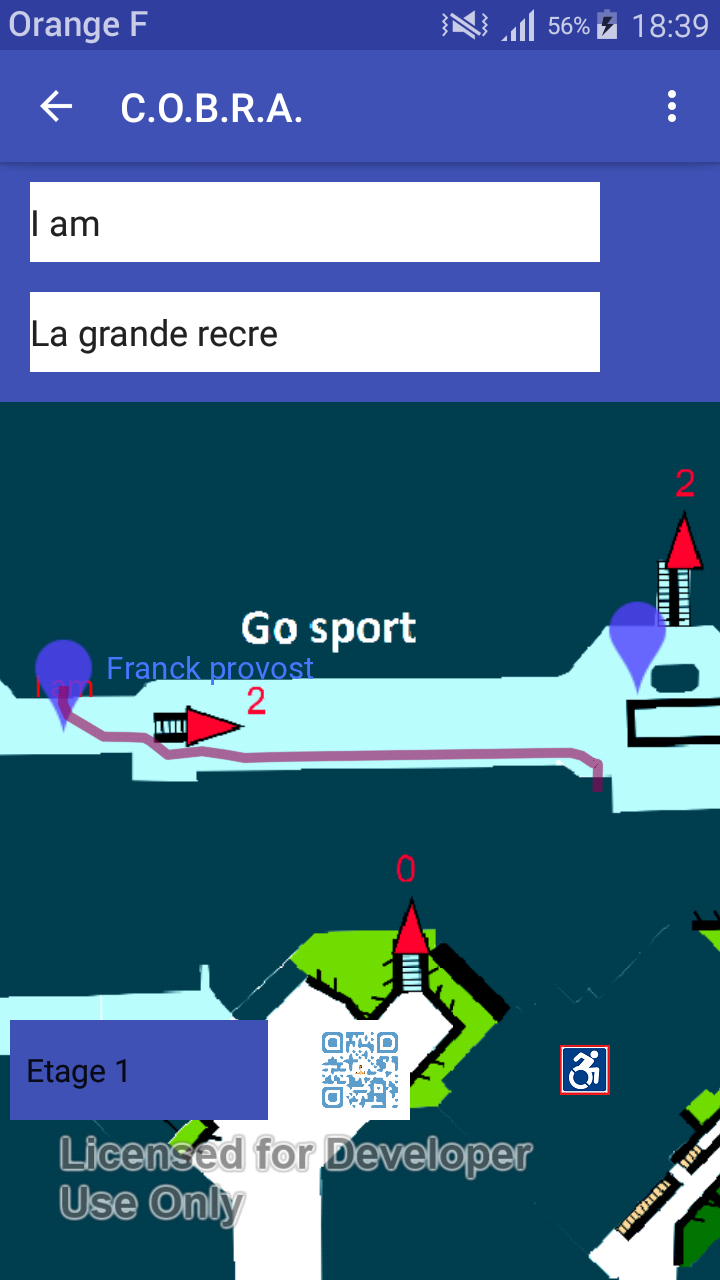 Orange F 56% 18:39
C.O.B.R.A.
I am
La grande recre
2
Go sport
Franck provost
I am
2
0
Etage 1
Licensed for Developer
Use Only